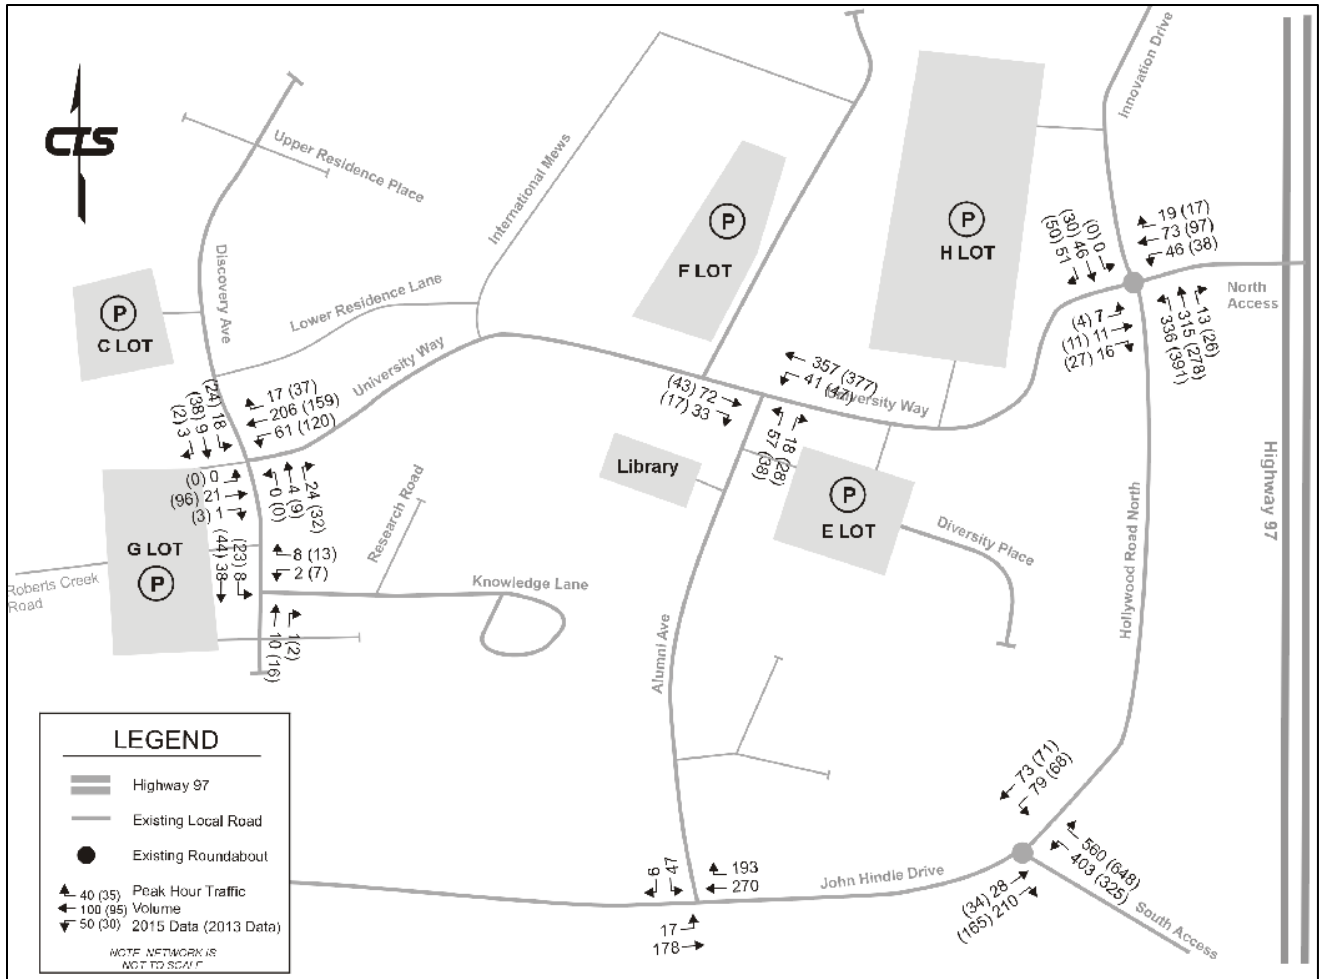 CTS
Innovation Drive
Upper Residence Place
International Mews
Discovery Ave
P
C LOT
Lower Residence Lane
University Way
P
F LOT
P
H LOT
(50) 51
(30) 46
(0) 0
19 (17)
73 (97)
46 (38)
North
Access
(4) 7
(11) 11
(27) 16
336 (391)
315 (278)
13 (26)
(2) 3
(38) 9
(24) 18
17 (37)
206 (159)
61 (120)
357 (377)
41 (47)
University Way
(43) 72
(17) 33
57 (38)
18 (28)
Library
P
E LOT
Diversity Place
Highway 97
Hollywood Road North
(0) 0
(96) 21
(3) 1
0 (0)
4 (9)
24 (32)
G LOT
P
(44) 38
(23) 8
8 (13)
2 (7)
10 (16)
1(2)
Research Road
Knowledge Lane
Roberts Creek
Road
Alumni Ave
LEGEND
Highway 97
Existing Local Road
Existing Roundabout
40 (35) Peak Hour Traffic
100 (95) Volume
50 (30) 2015 Data (2013 Data)
NOTE: NETWORK IS
NOT TO SCALE
6
47
193
270
17
178
John Hindle Drive
73 (71)
79 (68)
560 (648)
403 (325)
(34) 28
(165) 210
South Access